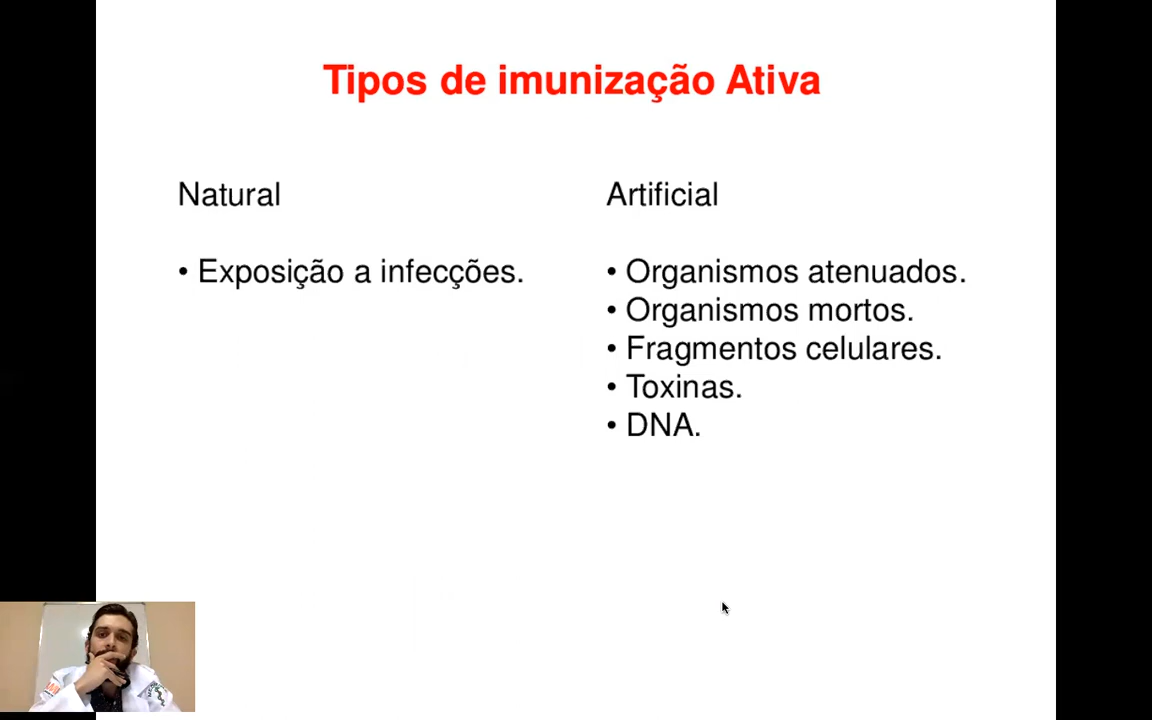 Tipos de imunização Ativa
Natural
• Exposição a infecções.
Artificial
• Organismos atenuados.
• Organismos mortos.
• Fragmentos celulares.
• Toxinas.
• DNA.